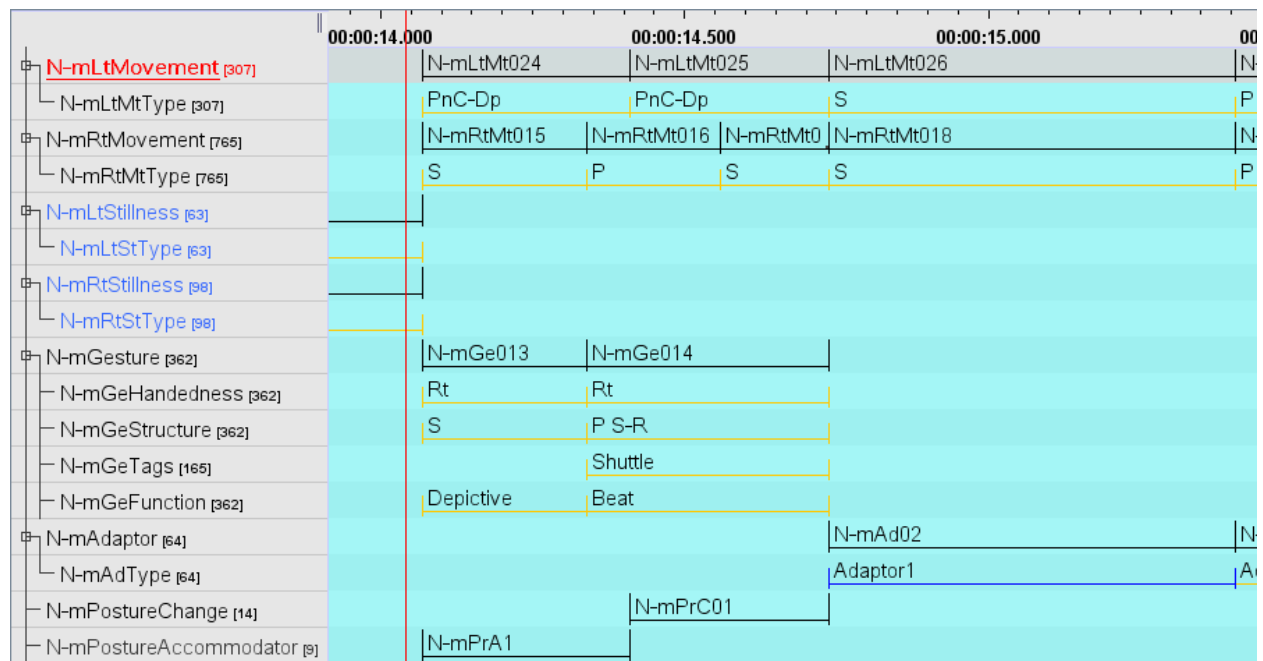 00:00:14.000 00:00:14.500 00:00:15.000 00
N-mLtMovement [307] N-mLtMt024 N-mLtMt025 N-mLtMt026 N-
N-mLtMtType [307] PnC-Dp PnC-Dp S P
N-mRtMovement [765] N-mRtMt015 N-mRtMt016 N-mRtMt0 N-mRtMt018 N-
N-mRtMtType [765] S P S S P
N-mLtStillness [63]
N-mLtStType [63]
N-mRtStillness [98]
N-mRtStType [98]
N-mGesture [362] N-mGe013 N-mGe014
N-mGeHandedness [362] Rt Rt
N-mGeStructure [362] S P S-R
N-mGeTags [165] Shuttle
N-mGeFunction [362] Depictive Beat
N-mAdaptor [64] N-mAd02 N-
N-mAdType [64] Adaptor1 Ad
N-mPostureChange [14] N-mPrC01
N-mPostureAccommodator [9] N-mPrA1